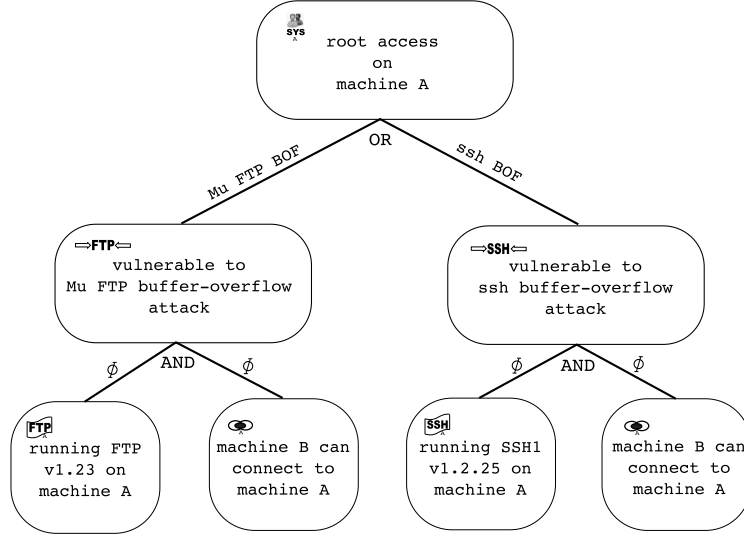 SYS
A
root access
on
machine A
OR
Mu FTP BOF
ssh BOF
⇒FTP⇐
vulnerable to
Mu FTP buffer-overflow
attack
⇒SSH⇐
vulnerable to
ssh buffer-overflow
attack
ϕ
AND
ϕ
ϕ
AND
ϕ
FTP
A
running FTP
v1.23 on
machine A
A
machine B can
connect to
machine A
SSH
A
running SSH1
v1.2.25 on
machine A
A
machine B can
connect to
machine A